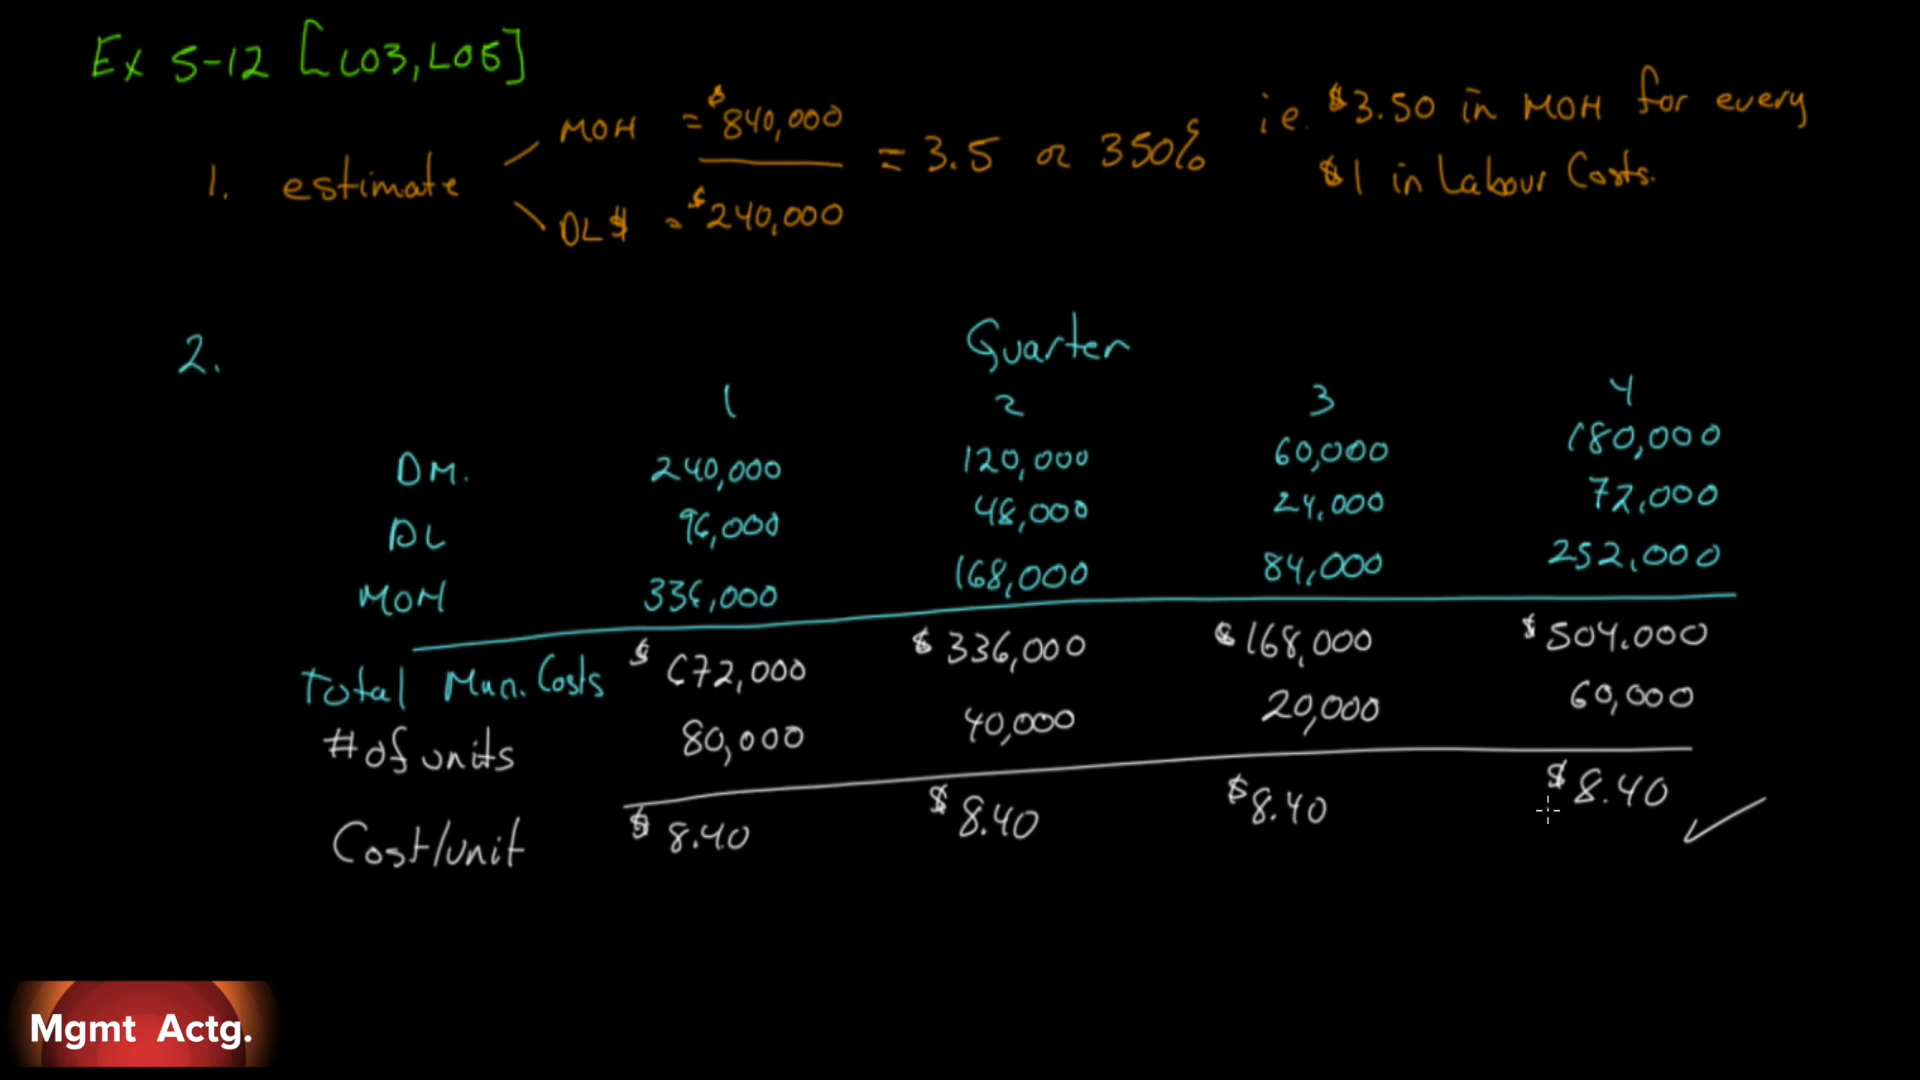 Ex 5-12 [LO3, LO5]
1. estimate
MOH = $840,000
DL$ = $240,000
= 3.5 or 350%
i.e. $3.50 in MOH for every
$1 in Labour Costs.
2.
Quarter
1 2 3 4
DM. 240,000 120,000 60,000 180,000
DL 96,000 48,000 24,000 72,000
MOH 336,000 168,000 84,000 252,000
Total Man. Costs $672,000 $336,000 $168,000 $504,000
# of units 80,000 40,000 20,000 60,000
Cost/unit $8.40 $8.40 $8.40 $8.40
Mgmt Actg.